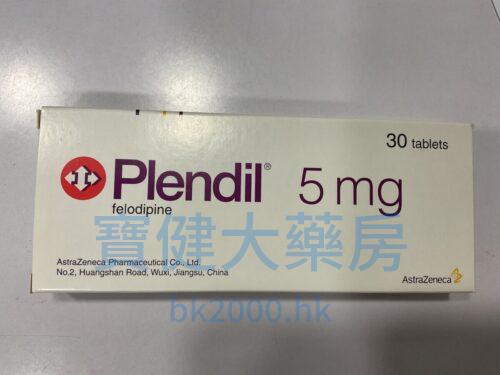 30 tablets
Plendil® 5 mg
felodipine
寶健大藥房
AstraZeneca Pharmaceutical Co., Ltd.
No.2, Huangshan Road, Wuxi, Jiangsu, China
AstraZeneca
bk2000.hk